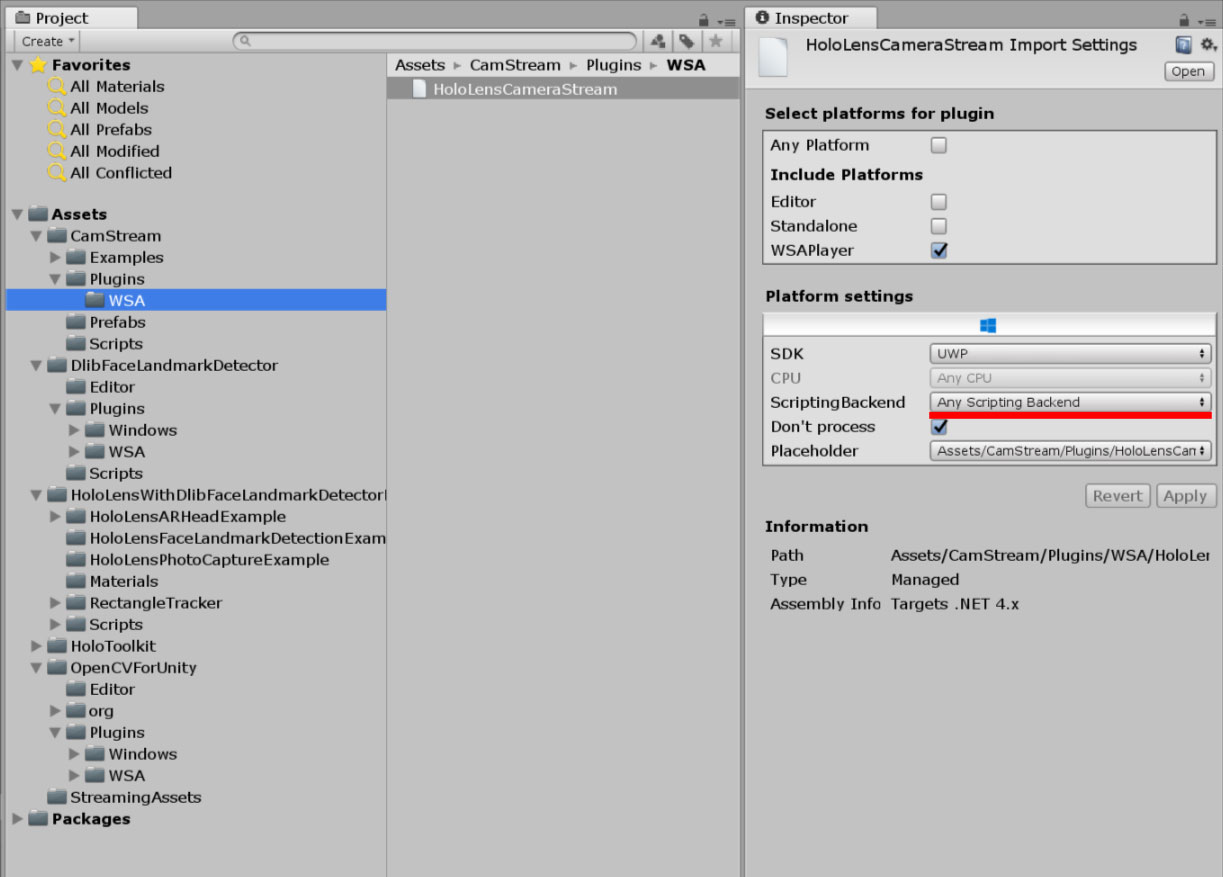 Project
Create
Favorites
All Materials
All Models
All Prefabs
All Modified
All Conflicted
Assets
CamStream
Examples
Plugins
WSA
Prefabs
Scripts
DlibFaceLandmarkDetector
Editor
Plugins
Windows
WSA
Scripts
HoloLensWithDlibFaceLandmarkDetector
HoloLensARHeadExample
HoloLensFaceLandmarkDetectionExam
HoloLensPhotoCaptureExample
Materials
RectangleTracker
Scripts
HoloToolkit
OpenCVForUnity
Editor
org
Plugins
Windows
WSA
StreamingAssets
Packages
Assets CamStream Plugins WSA
HoloLensCameraStream
Inspector
HoloLensCameraStream Import Settings
Open
Select platforms for plugin
Any Platform
Include Platforms
Editor
Standalone
WSAPlayer
Platform settings
SDK UWP
CPU Any CPU
ScriptingBackend Any Scripting Backend
Don't process
Placeholder Assets/CamStream/Plugins/HoloLensCam
Revert Apply
Information
Path Assets/CamStream/Plugins/WSA/HoloLer
Type Managed
Assembly Info Targets .NET 4.x